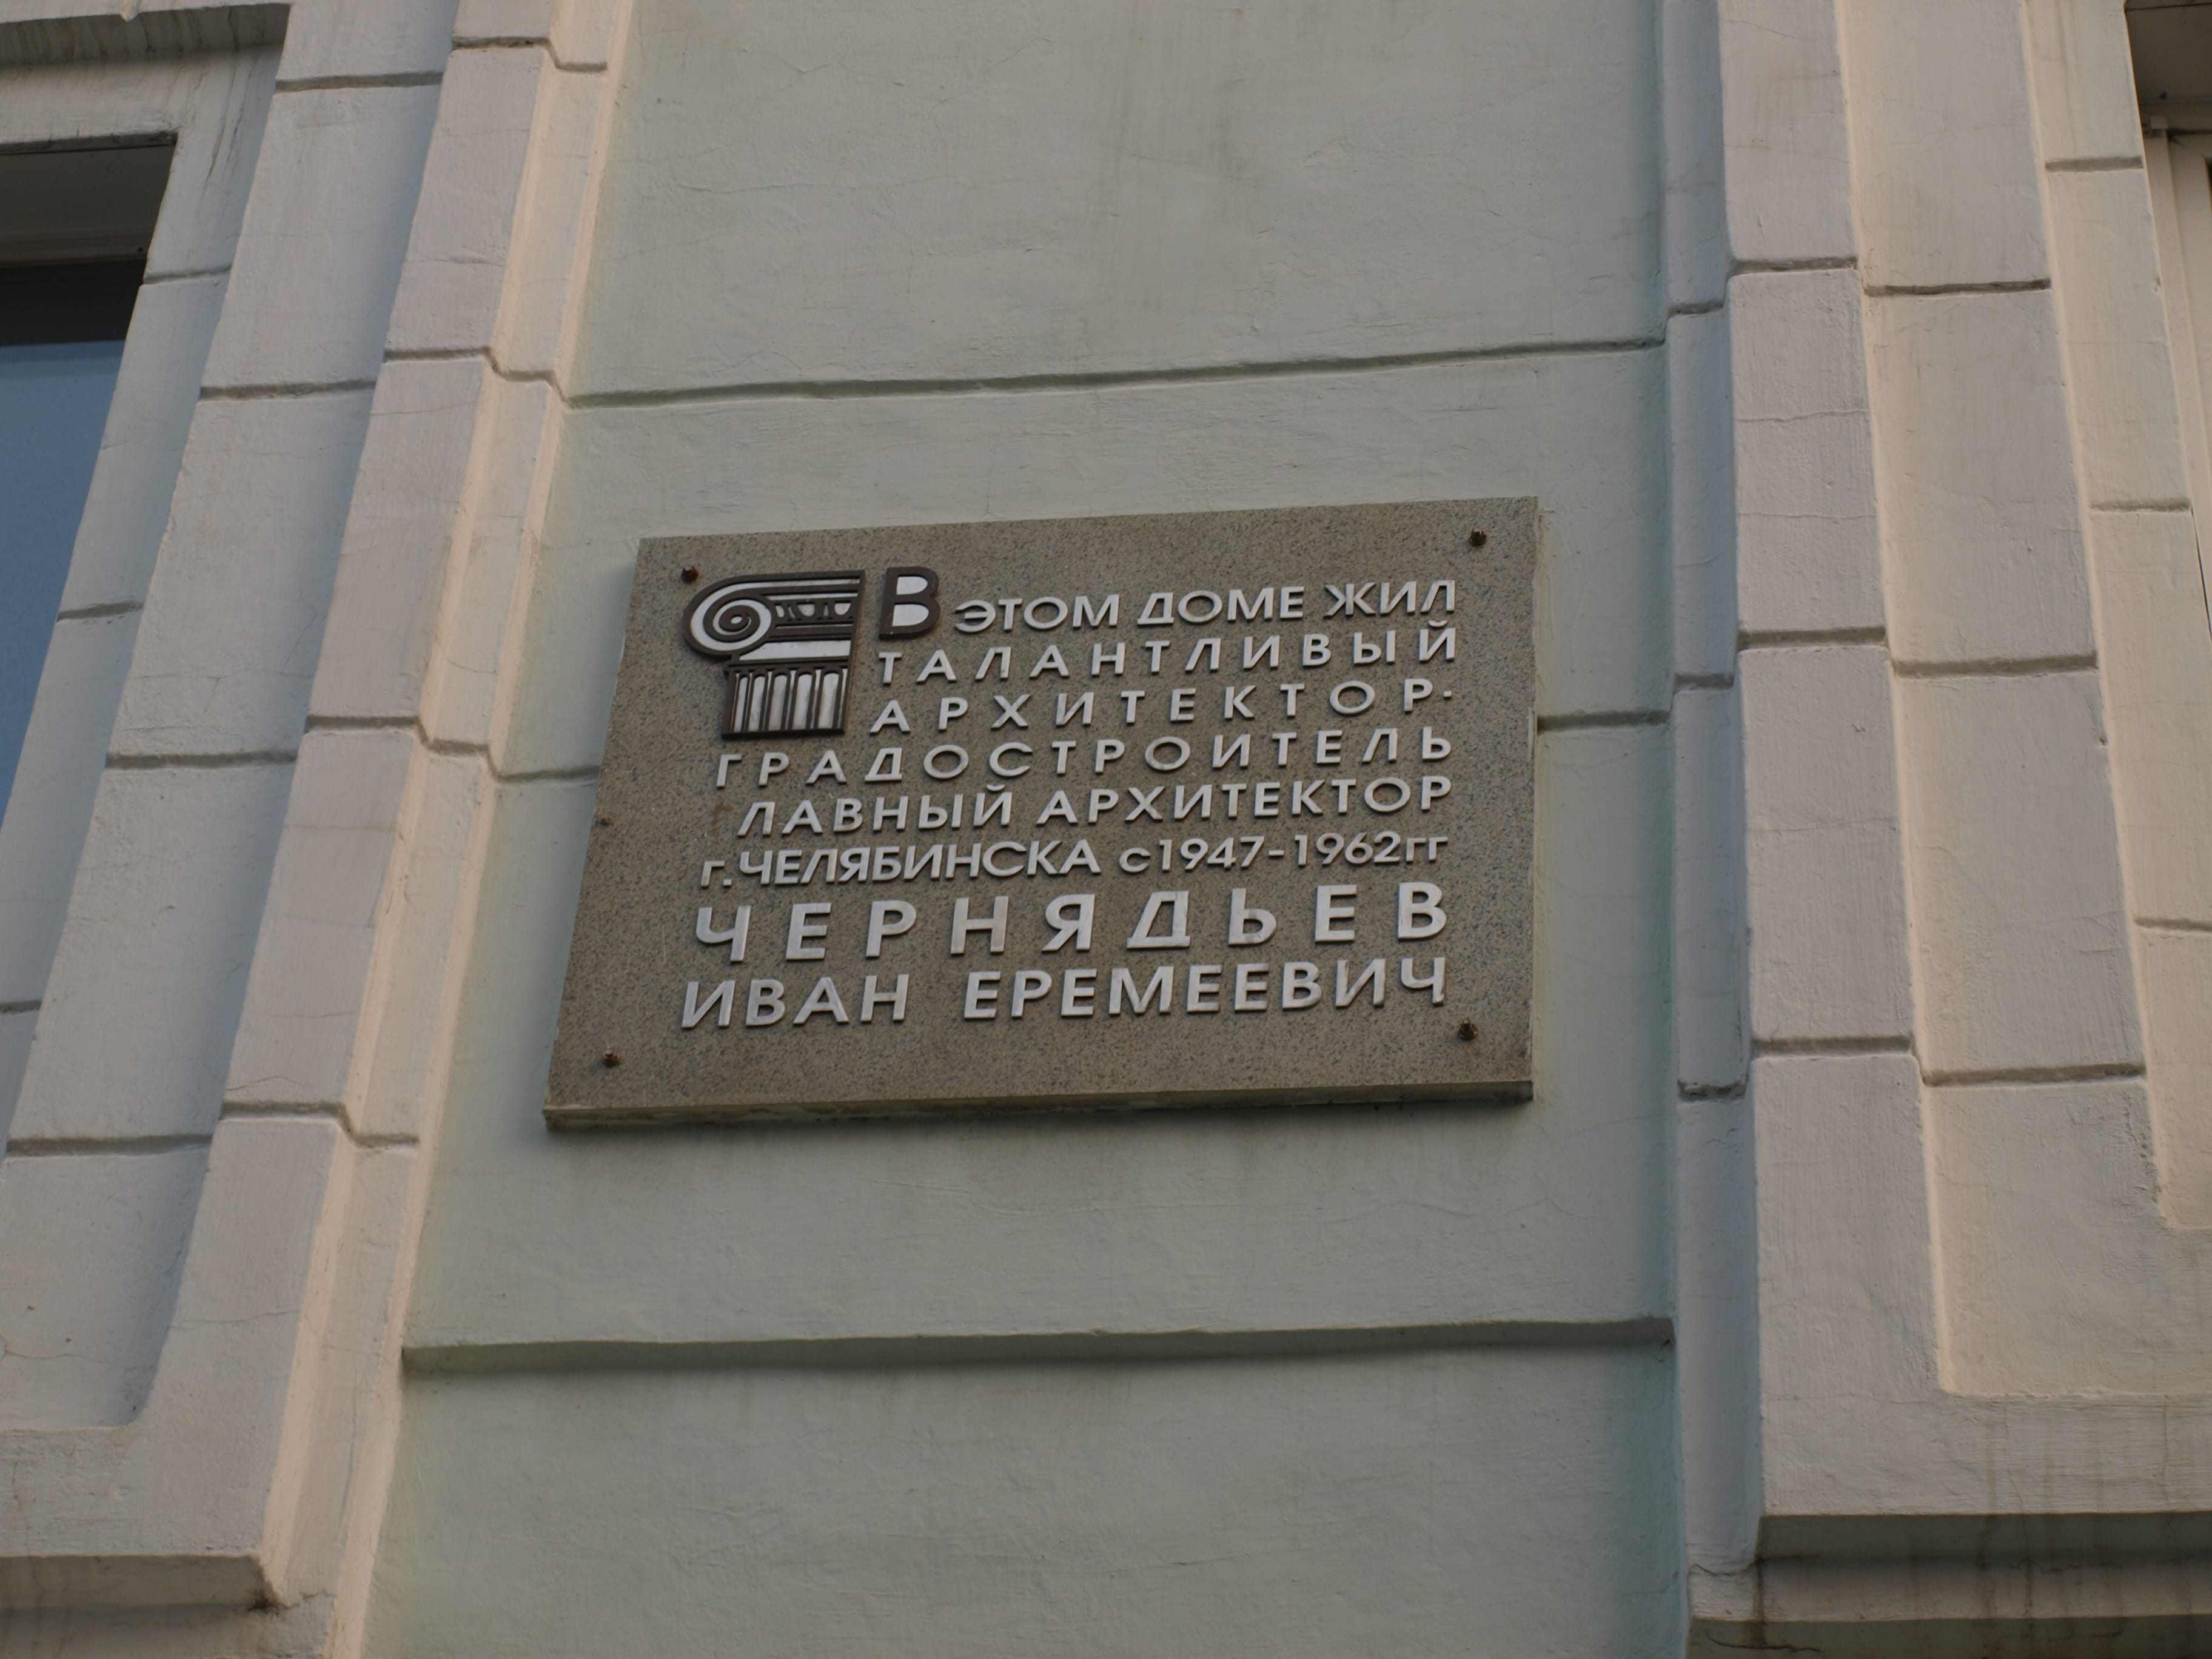 В ЭТОМ ДОМЕ ЖИЛ
ТАЛАНТЛИВЫЙ
АРХИТЕКТОР-
ГРАДОСТРОИТЕЛЬ
ЛАВНЫЙ АРХИТЕКТОР
г.ЧЕЛЯБИНСКА с1947-1962гг
ЧЕРНЯДЬЕВ
ИВАН ЕРЕМЕЕВИЧ